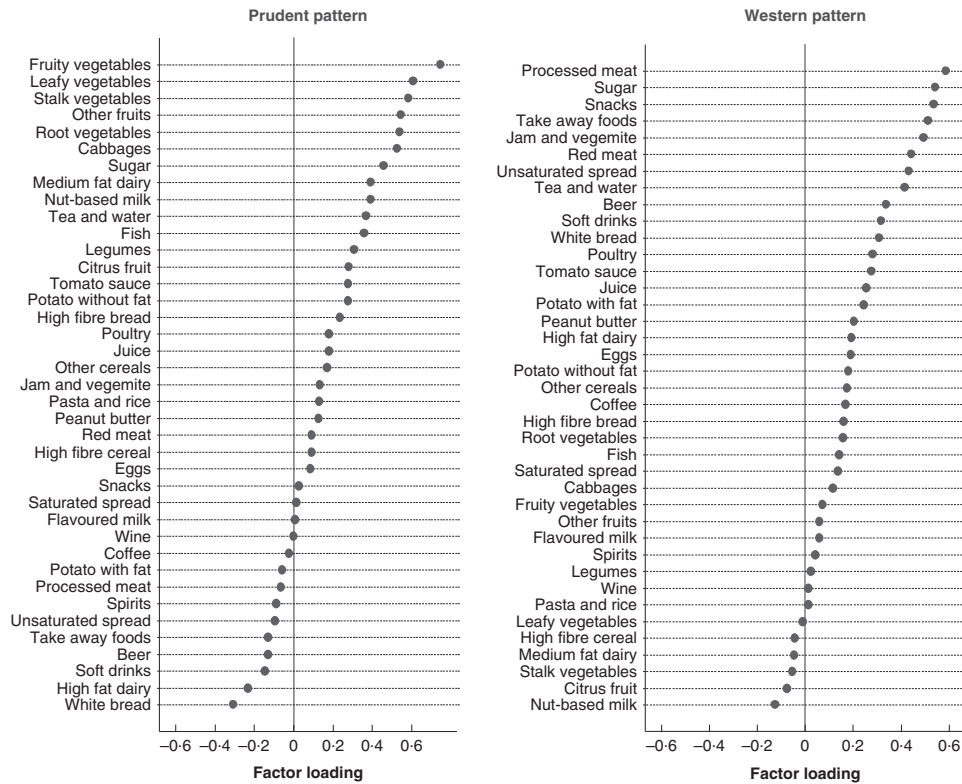 Prudent pattern
Fruity vegetables
Leafy vegetables
Stalk vegetables
Other fruits
Root vegetables
Cabbages
Sugar
Medium fat dairy
Nut-based milk
Tea and water
Fish
Legumes
Citrus fruit
Tomato sauce
Potato without fat
High fibre bread
Poultry
Juice
Other cereals
Jam and vegemite
Pasta and rice
Peanut butter
Red meat
High fibre cereal
Eggs
Snacks
Saturated spread
Flavoured milk
Wine
Coffee
Potato with fat
Processed meat
Spirits
Unsaturated spread
Take away foods
Beer
Soft drinks
High fat dairy
White bread
–0·6 –0·4 –0·2 0 0·2 0·4 0·6
Factor loading
Western pattern
Processed meat
Sugar
Snacks
Take away foods
Jam and vegemite
Red meat
Unsaturated spread
Tea and water
Beer
Soft drinks
White bread
Poultry
Tomato sauce
Juice
Potato with fat
Peanut butter
High fat dairy
Eggs
Potato without fat
Other cereals
Coffee
High fibre bread
Root vegetables
Fish
Saturated spread
Cabbages
Fruity vegetables
Other fruits
Flavoured milk
Spirits
Legumes
Wine
Pasta and rice
Leafy vegetables
High fibre cereal
Medium fat dairy
Stalk vegetables
Citrus fruit
Nut-based milk
–0·6 –0·4 –0·2 0 0·2 0·4 0·6
Factor loading